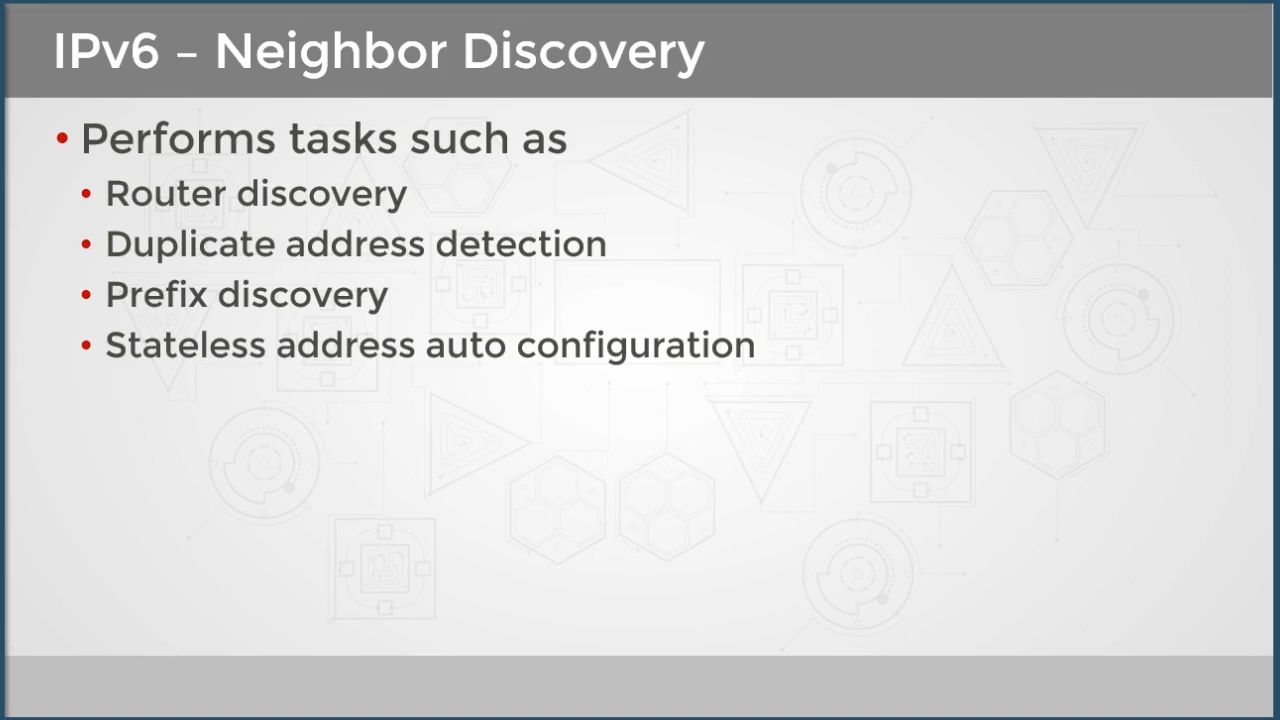 IPv6 – Neighbor Discovery
• Performs tasks such as
• Router discovery
• Duplicate address detection
• Prefix discovery
• Stateless address auto configuration